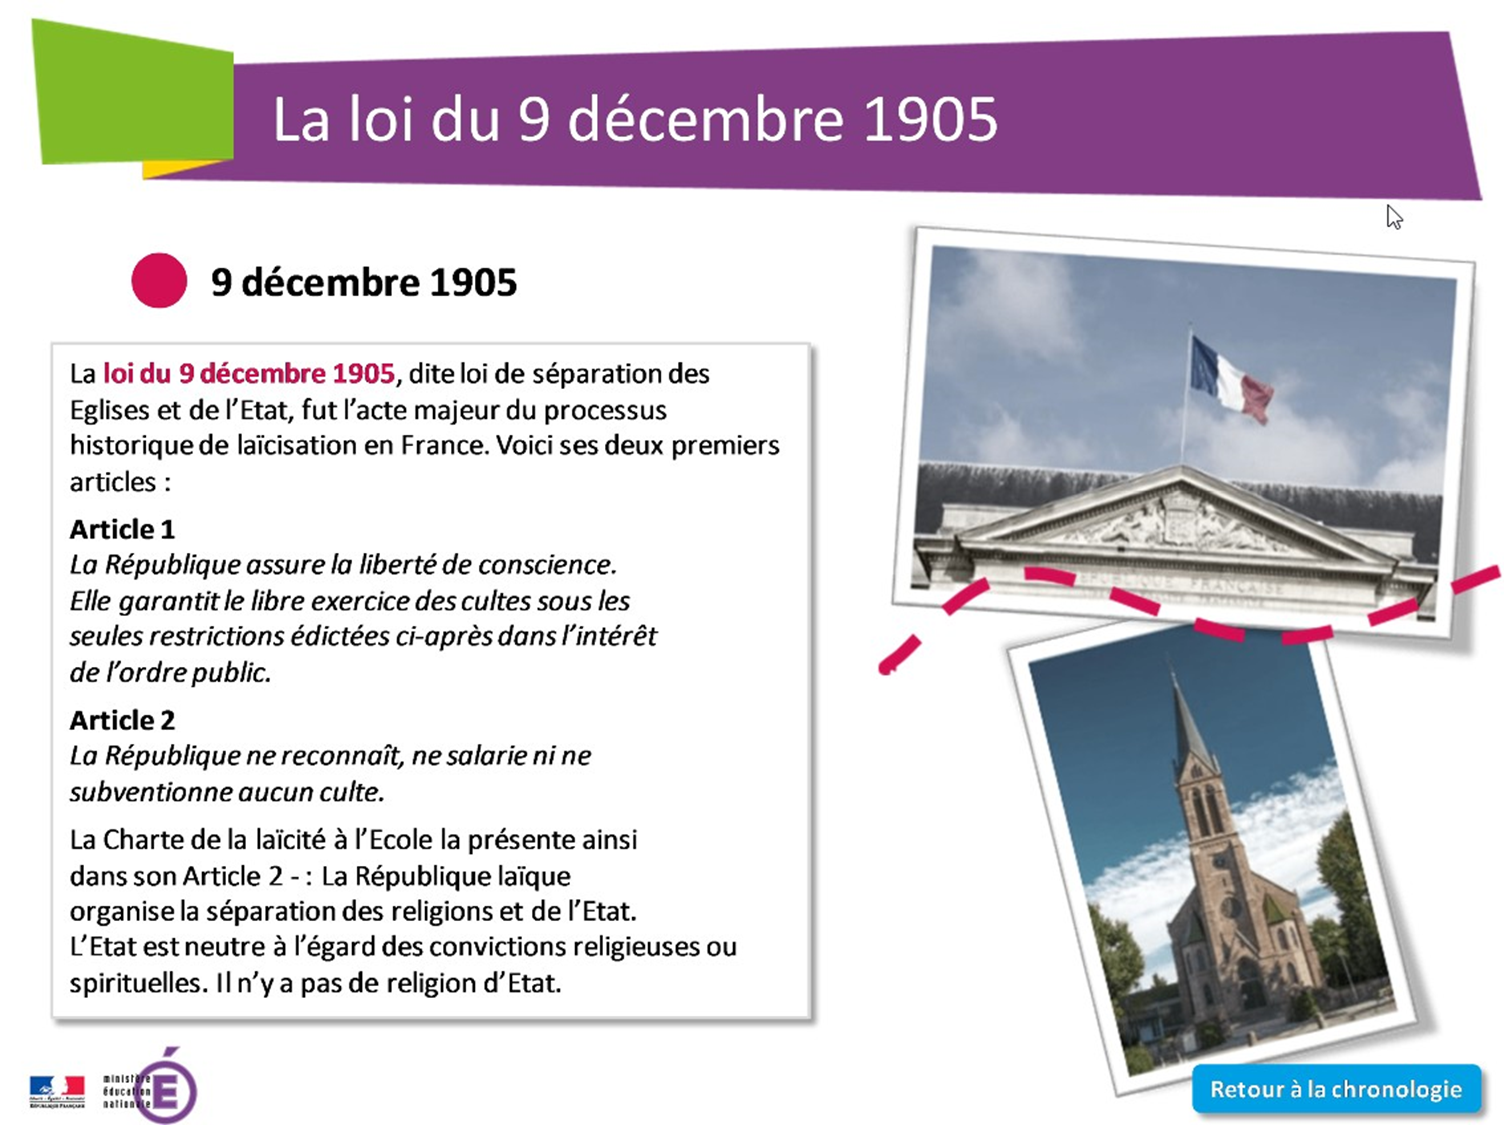 La loi du 9 décembre 1905
9 décembre 1905
La loi du 9 décembre 1905, dite loi de séparation des
Eglises et de l'Etat, fut l'acte majeur du processus
historique de laïcisation en France. Voici ses deux premiers
articles :
Article 1
La République assure la liberté de conscience.
Elle garantit le libre exercice des cultes sous les
seules restrictions édictées ci-après dans l'intérêt
de l'ordre public.
Article 2
La République ne reconnaît, ne salarie ni ne
subventionne aucun culte.
La Charte de la laïcité à l'Ecole la présente ainsi
dans son Article 2 - : La République laïque
organise la séparation des religions et de l'Etat.
L'Etat est neutre à l'égard des convictions religieuses ou
spirituelles. Il n'y a pas de religion d'Etat.
FRANÇAISE
RÉPUBLIQUE FRANÇAISE
ministère
éducation
nationale
É
Retour à la chronologie